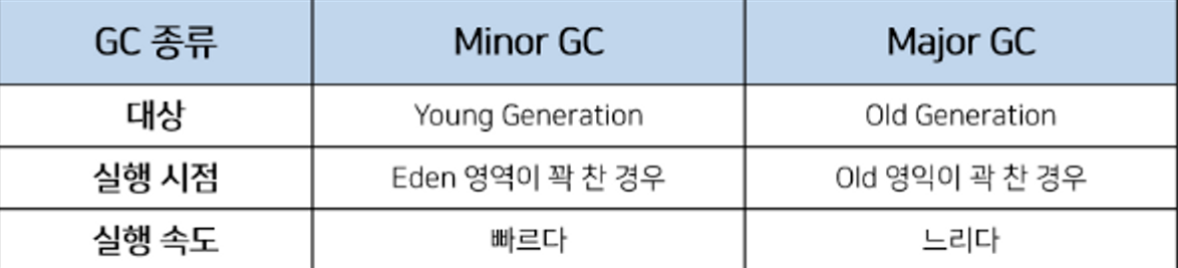 GC 종류 Minor GC Major GC
대상 Young Generation Old Generation
실행 시점 Eden 영역이 꽉 찬 경우 Old 영익이 곽 찬 경우
실행 속도 빠르다 느리다